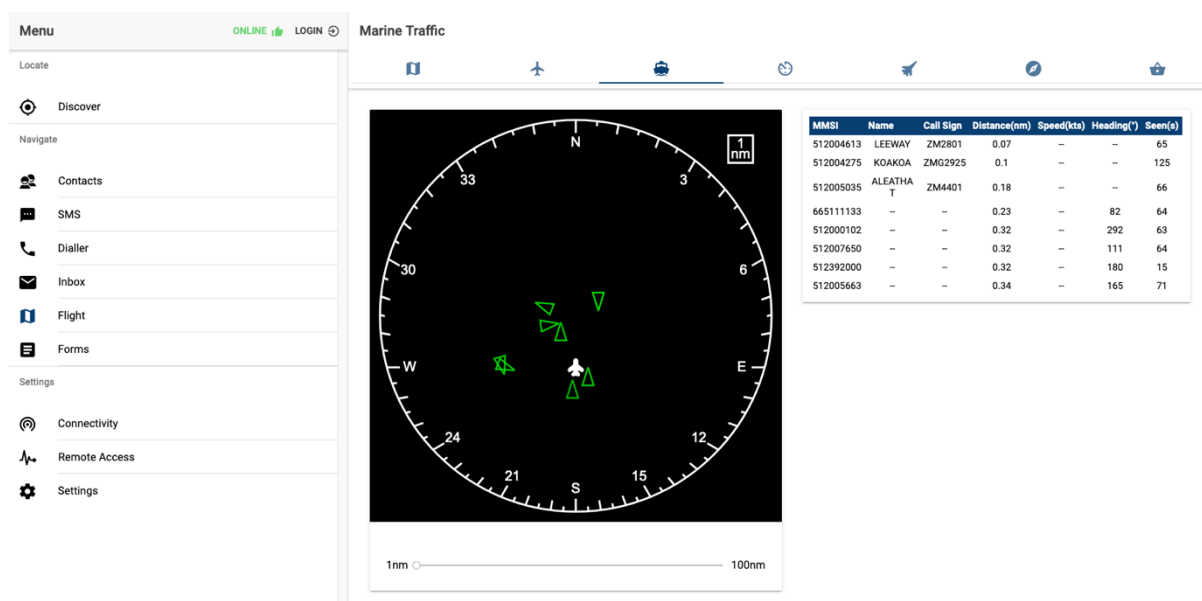 Menu
ONLINE
LOGIN
Marine Traffic
Locate
Discover
Navigate
Contacts
SMS
Dialler
Inbox
Flight
Forms
Settings
Connectivity
Remote Access
Settings
1
nm
N
3
6
E
12
15
S
21
24
W
30
33
1nm
100nm
MMSI Name Call Sign Distance(nm) Speed(kts) Heading(°) Seen(s)
512004613 LEEWAY ZM2801 0.07 -- -- 65
512004275 KOAKOA ZMG2925 0.1 -- -- 125
512005035 ALEATHA T ZM4401 0.18 -- -- 66
665111133 -- -- 0.23 -- 82 64
512000102 -- -- 0.32 -- 292 63
512007650 -- -- 0.32 -- 111 64
512392000 -- -- 0.32 -- 180 15
512005663 -- -- 0.34 -- 165 71